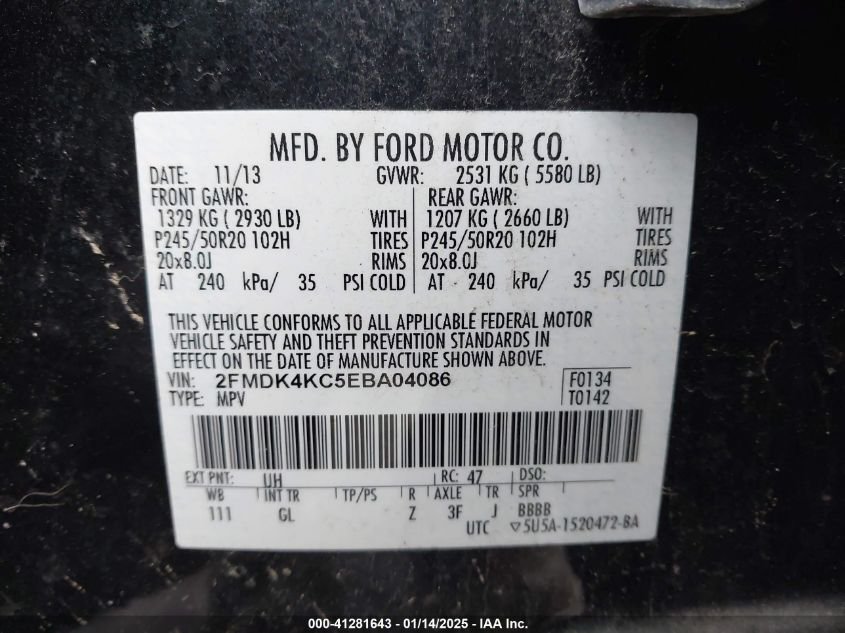 MFD. BY FORD MOTOR CO.
DATE: 11/13 GVWR: 2531 KG ( 5580 LB)
FRONT GAWR: REAR GAWR:
1329 KG ( 2930 LB) WITH 1207 KG ( 2660 LB) WITH
P245/50R20 102H TIRES P245/50R20 102H TIRES
20x8.0J RIMS 20x8.0J RIMS
AT 240 kPa/ 35 PSI COLD AT 240 kPa/ 35 PSI COLD
THIS VEHICLE CONFORMS TO ALL APPLICABLE FEDERAL MOTOR
VEHICLE SAFETY AND THEFT PREVENTION STANDARDS IN
EFFECT ON THE DATE OF MANUFACTURE SHOWN ABOVE.
VIN: 2FMDK4KC5EBA04086 F0134
TYPE: MPV T0142
EXT PNT: UH RC: 47 DSO:
WB INT TR TP/PS R AXLE TR SPR
111 GL Z 3F J BBBB
UTC ▽5U5A-1520472-BA
000-41281643 - 01/14/2025 - IAA Inc.